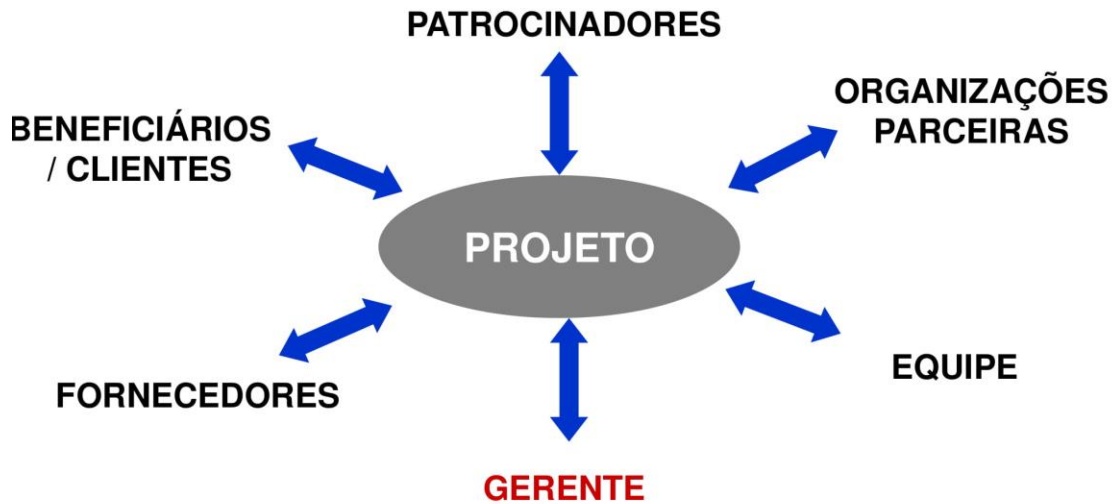 PATROCINADORES
ORGANIZAÇÕES
PARCEIRAS
BENEFICIÁRIOS
/ CLIENTES
PROJETO
EQUIPE
FORNECEDORES
GERENTE